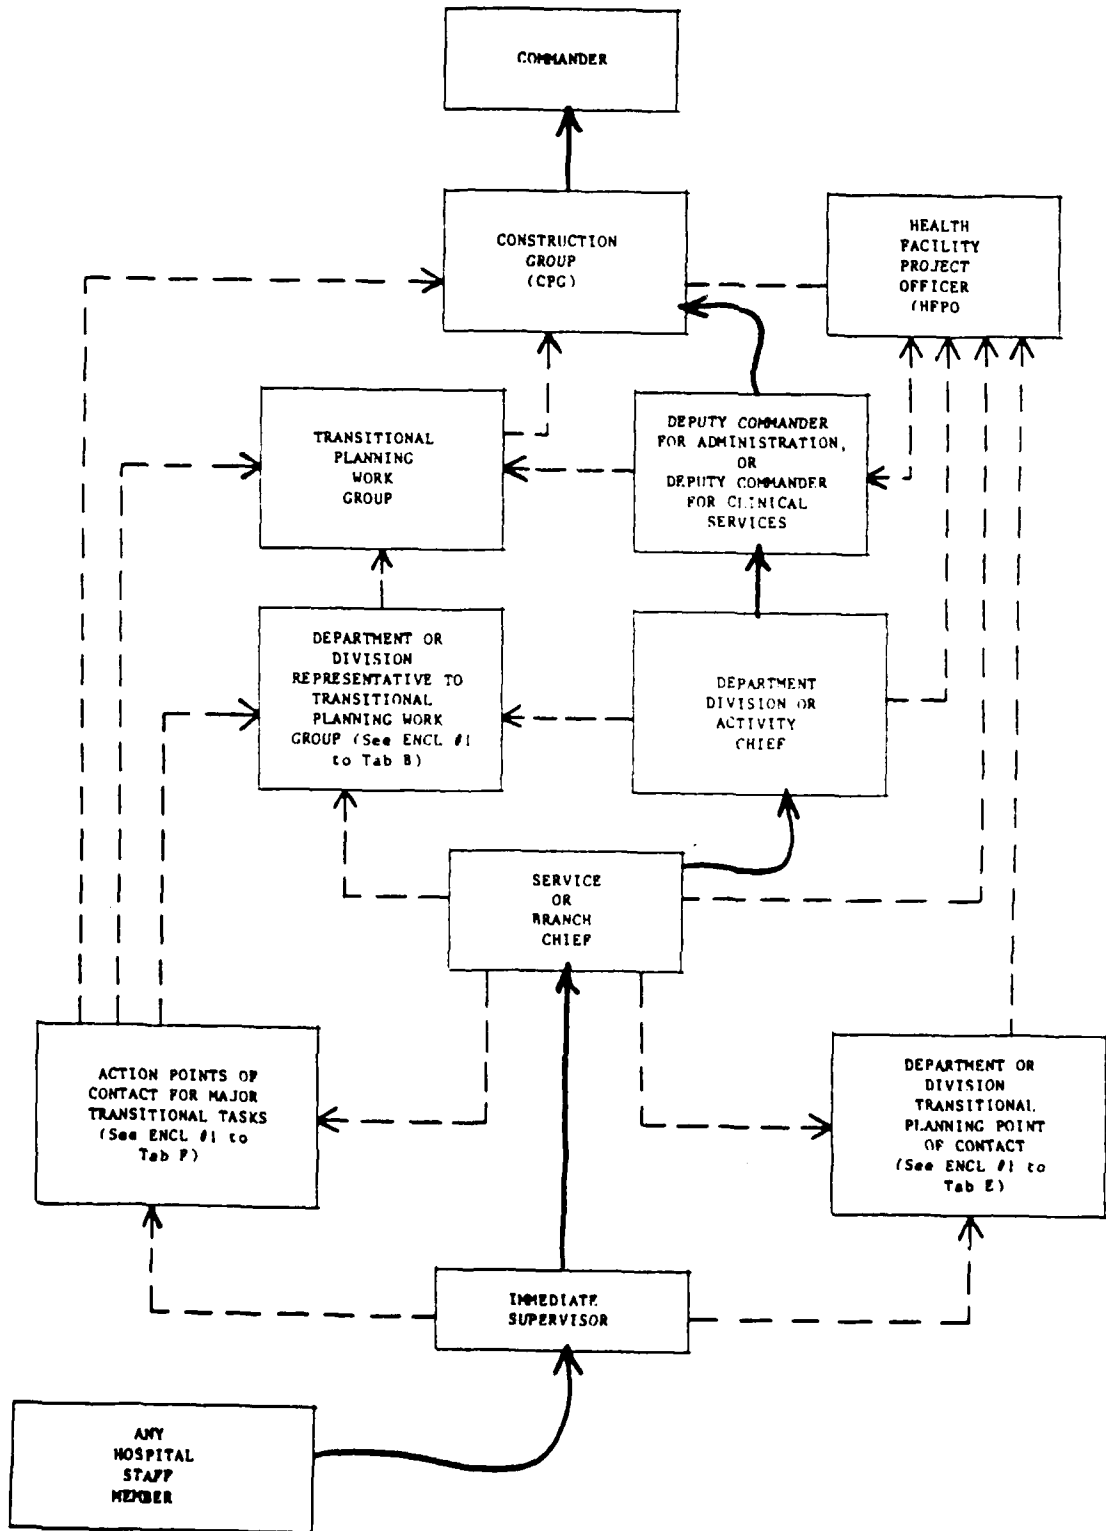 COMMANDER
CONSTRUCTION
GROUP
(CPG)
HEALTH
FACILITY
PROJECT
OFFICER
(HFPO
TRANSITIONAL
PLANNING
WORK
GROUP
DEPUTY COMMANDER
FOR ADMINISTRATION,
OR
DEPUTY COMMANDER
FOR CLINICAL
SERVICES
DEPARTMENT OR
DIVISION
REPRESENTATIVE TO
TRANSITIONAL
PLANNING WORK
GROUP (See ENCL #1
to Tab B)
DEPARTMENT
DIVISION OR
ACTIVITY
CHIEF
SERVICE
OR
BRANCH
CHIEF
ACTION POINTS OF
CONTACT FOR MAJOR
TRANSITIONAL TASKS
(See ENCL #1 to
Tab F)
DEPARTMENT OR
DIVISION
TRANSITIONAL
PLANNING POINT
OF CONTACT
(See ENCL #1 to
Tab E)
IMMEDIATE
SUPERVISOR
ANY
HOSPITAL
STAFF
MEMBER